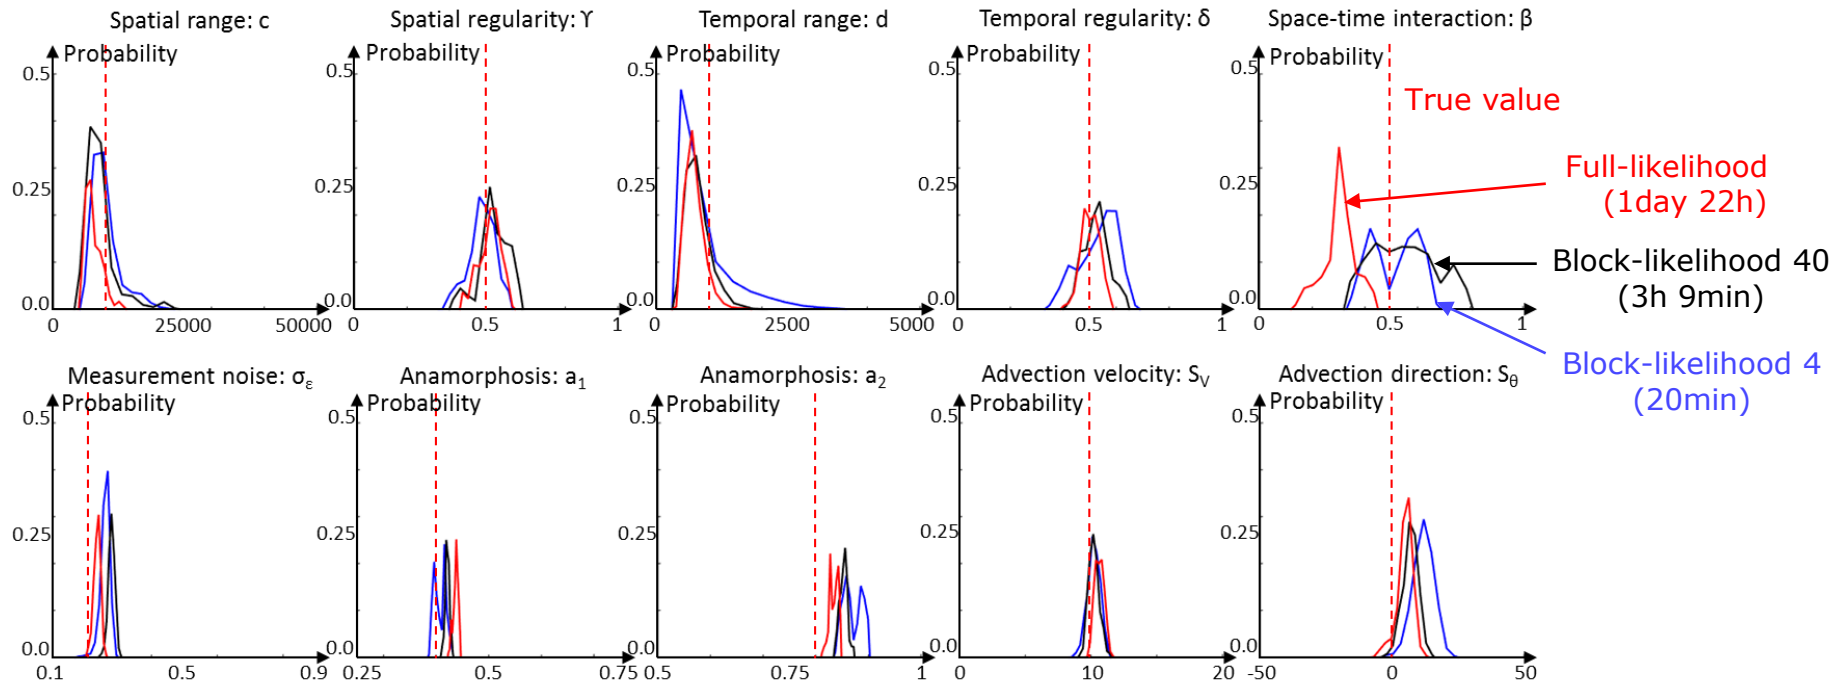 Spatial range: c
Spatial regularity: ϒ
Temporal range: d
Temporal regularity: δ
Space-time interaction: β
Probability
Probability
Probability
Probability
Probability
0.5
0.5
0.5
0.5
0.5
True value
Full-likelihood
(1day 22h)
0.25
0.25
0.25
0.25
0.25
Block-likelihood 40
(3h 9min)
0.0
0.0
0.0
0.0
0.0
0 25000 50000
0 0.5 1
0 2500 5000
0 0.5 1
0 0.5 1
Block-likelihood 4
(20min)
Measurement noise: σε
Anamorphosis: a1
Anamorphosis: a2
Advection velocity: SV
Advection direction: Sθ
Probability
Probability
Probability
Probability
Probability
0.5
0.5
0.5
0.5
0.5
0.25
0.25
0.25
0.25
0.25
0.0
0.0
0.0
0.0
0.0
0.1 0.5 0.9
0.25 0.5 0.75
0.5 0.75 1
0 10 20
-50 0 50